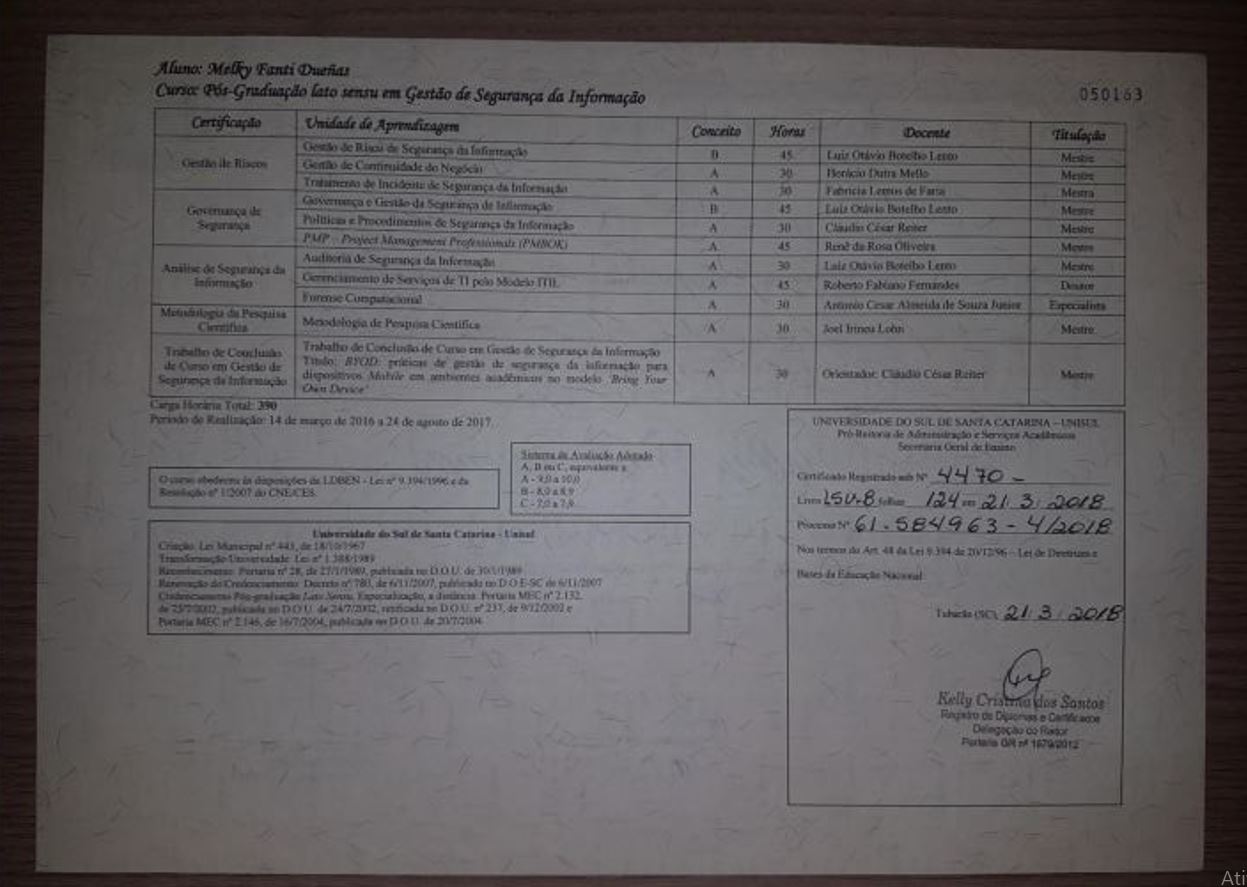 Aluno: Melky Fanti Dueñas
Curso: Pós-Graduação lato sensu em Gestão de Segurança da Informação
050163
Certificação Unidade de Aprendizagem Conceito Horas Docente Titulação
Gestão de Riscos
Gestão de Risco de Segurança da Informação B 45 Luiz Otávio Botelho Lento Mestre
Gestão de Continuidade do Negócio A 30 Horácio Dutra Mello Mestre
Tratamento de Incidente de Segurança da Informação A 30 Fabricia Lemos de Faria Mestra
Governança de Segurança
Governança e Gestão da Segurança de Informação B 45 Luiz Otávio Botelho Lento Mestre
Políticas e Procedimentos de Segurança da Informação A 30 Cláudio César Reiter Mestre
PMP – Project Management Professionals (PMBOK) A 45 Renê da Rosa Oliveira Mestre
Análise de Segurança da Informação
Auditoria de Segurança da Informação A 30 Luiz Otávio Botelho Lento Mestre
Gerenciamento de Serviços de TI pelo Modelo ITIL A 45 Roberto Fabiano Fernandes Doutor
Forense Computacional A 30 Antonio Cesar Almeida de Souza Junior Especialista
Metodologia da Pesquisa Científica
Metodologia de Pesquisa Científica A 30 Joel Irineu Lohn Mestre
Trabalho de Conclusão de Curso em Gestão de Segurança da Informação
Trabalho de Conclusão de Curso em Gestão de Segurança da Informação
Título: BYOD: práticas de gestão de segurança da informação para
dispositivos Mobile em ambientes acadêmicos no modelo 'Bring Your
Own Device'
A 30 Orientador: Cláudio César Reiter Mestre
Carga Horária Total: 390
Período de Realização: 14 de março de 2016 a 24 de agosto de 2017.
O curso obedeceu às disposições da LDBEN - Lei nº 9.394/1996 e da
Resolução nº 1/2007 do CNE/CES.
Sistema de Avaliação Adotado
A, B ou C, equivalente a:
A - 9,0 a 10,0
B - 8,0 a 8,9
C - 7,0 a 7,9
Universidade do Sul de Santa Catarina - Unisul
Criação: Lei Municipal nº 443, de 18/10/1967
Transformação Universidade: Lei nº 1.388/1989
Reconhecimento: Portaria nº 28, de 27/1/1989, publicada no D.O.U. de 30/1/1989
Renovação do Credenciamento: Decreto nº 780, de 6/11/2007, publicado no D.O.E-SC de 6/11/2007
Credenciamento Pós-graduação Lato Sensu, Especialização, a distância: Portaria MEC nº 2.132,
de 23/7/2002, publicada no D.O.U. de 24/7/2002, retificada no D.O.U. nº 237, de 9/12/2002 e
Portaria MEC nº 2.146, de 16/7/2004, publicada no D.O.U. de 20/7/2004
UNIVERSIDADE DO SUL DE SANTA CATARINA – UNISUL
Pró-Reitoria de Administração e Serviços Acadêmicos
Secretaria Geral de Ensino
Certificado Registrado sob Nº 4470 -
Livro LSU-8 folhas 124 em 21/3/2018
Processo Nº 61.584963 - 4/2018
Nos termos do Art. 48 da Lei 9.394 de 20/12/96 – Lei de Diretrizes e
Bases da Educação Nacional.
Tubarão (SC), 21/3/2018
Kelly Cristina dos Santos
Registro de Diplomas e Certificados
Delegação do Reitor
Portaria GR nº 1679/2012
Ati